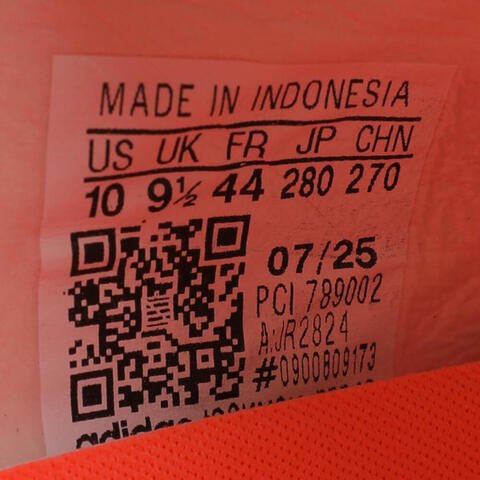 MADE IN INDONESIA
US UK FR JP CHN
10 9½ 44 280 270
07/25
PCI 789002
#0900809173
adidas